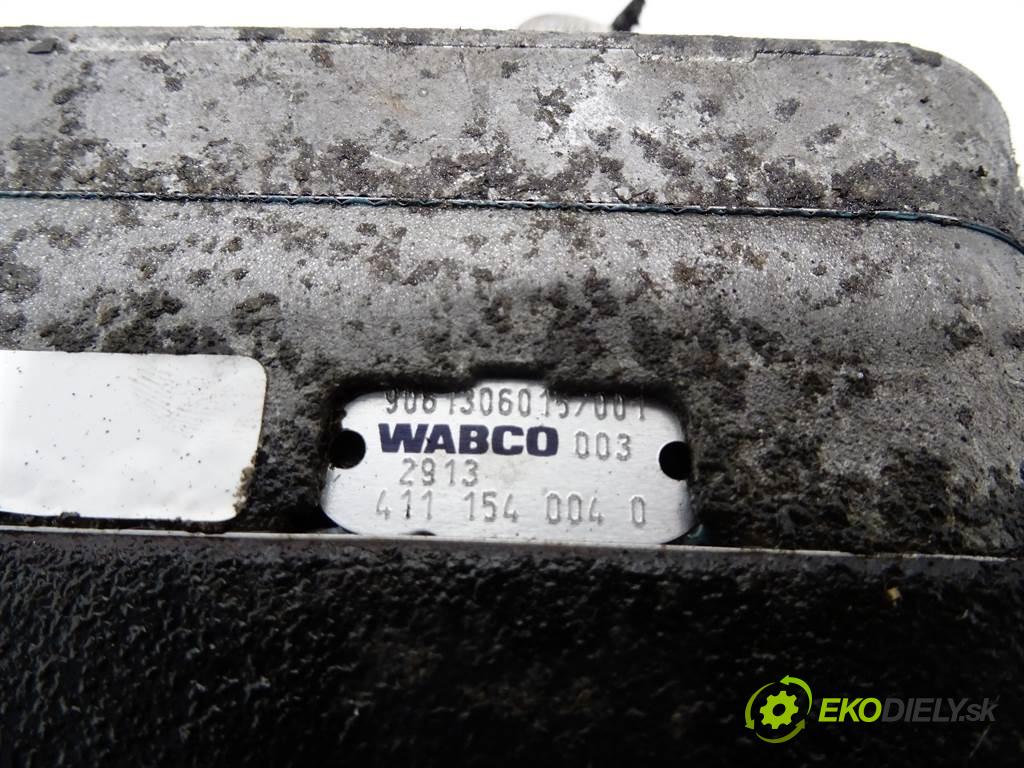 9061306015/001
WABCO 003
2913
411 154 004 0
EKODIELY.sk